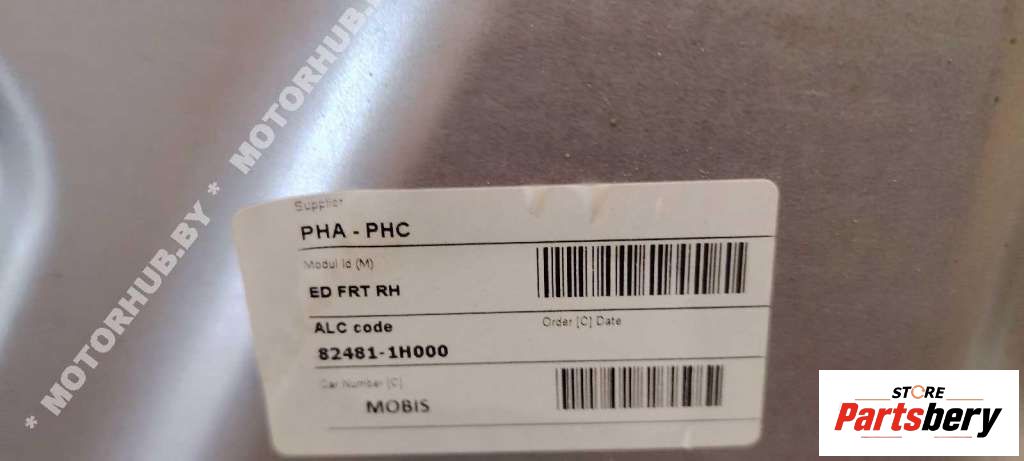 * MOTORHUB.BY * MOTORHUB.BY
Supplier
PHA - PHC
Modul Id (M)
ED FRT RH
ALC code
Order [C] Date
82481-1H000
Car Number [C]
MOBIS
STORE
Partsbery